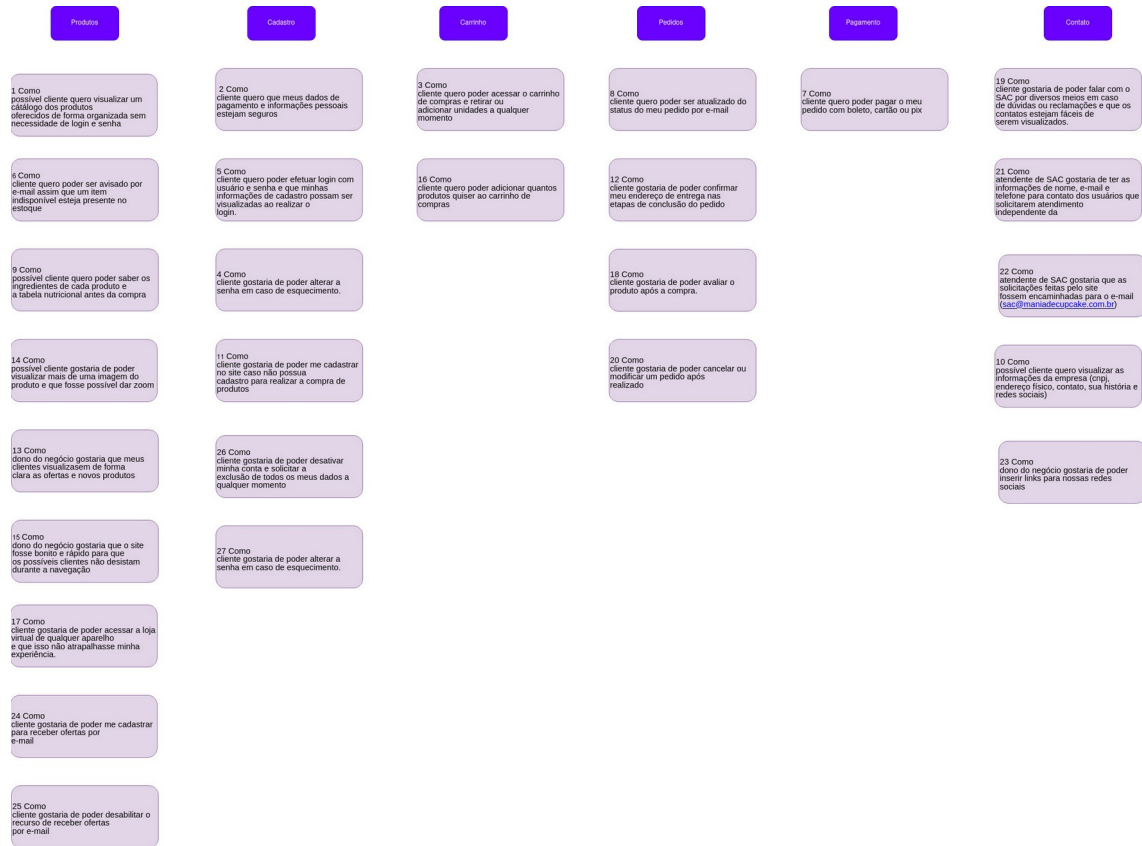 Produtos
Cadastro
Carrinho
Pedidos
Pagamento
Contato
1 Como
possível cliente quero visualizar um
cátálogo dos produtos
oferecidos de forma organizada sem
necessidade de login e senha
6 Como
cliente quero poder ser avisado por
e-mail assim que um item
indisponível esteja presente no
estoque
9 Como
possível cliente quero poder saber os
ingredientes de cada produto e
a tabela nutricional antes da compra
14 Como
possível cliente gostaria de poder
visualizar mais de uma imagem do
produto e que fosse possível dar zoom
13 Como
dono do negócio gostaria que meus
clientes visualizasem de forma
clara as ofertas e novos produtos
15 Como
dono do negócio gostaria que o site
fosse bonito e rápido para que
os possíveis clientes não desistam
durante a navegação
17 Como
cliente gostaria de poder acessar a loja
virtual de qualquer aparelho
e que isso não atrapalhasse minha
experiência.
24 Como
cliente gostaria de poder me cadastrar
para receber ofertas por
e-mail
25 Como
cliente gostaria de poder desabilitar o
recurso de receber ofertas
por e-mail
2 Como
cliente quero que meus dados de
pagamento e informações pessoais
estejam seguros
5 Como
cliente quero poder efetuar login com
usuário e senha e que minhas
informações de cadastro possam ser
visualizadas ao realizar o
login.
4 Como
cliente gostaria de poder alterar a
senha em caso de esquecimento.
11 Como
cliente gostaria de poder me cadastrar
no site caso não possua
cadastro para realizar a compra de
produtos
26 Como
cliente gostaria de poder desativar
minha conta e solicitar a
exclusão de todos os meus dados a
qualquer momento
27 Como
cliente gostaria de poder alterar a
senha em caso de esquecimento.
3 Como
cliente quero poder acessar o carrinho
de compras e retirar ou
adicionar unidades a qualquer
momento
16 Como
cliente quero poder adicionar quantos
produtos quiser ao carrinho de
compras
8 Como
cliente quero poder ser atualizado do
status do meu pedido por e-mail
12 Como
cliente gostaria de poder confirmar
meu endereço de entrega nas
etapas de conclusão do pedido
18 Como
cliente gostaria de poder avaliar o
produto após a compra.
20 Como
cliente gostaria de poder cancelar ou
modificar um pedido após
realizado
7 Como
cliente quero poder pagar o meu
pedido com boleto, cartão ou pix
19 Como
cliente gostaria de poder falar com o
SAC por diversos meios em caso
de dúvidas ou reclamações e que os
contatos estejam fáceis de
serem visualizados.
21 Como
atendente de SAC gostaria de ter as
informações de nome, e-mail e
telefone para contato dos usuários que
solicitarem atendimento
independente da
22 Como
atendente de SAC gostaria que as
solicitações feitas pelo site
fossem encaminhadas para o e-mail
(sac@maniadecupcake.com.br)
10 Como
possível cliente quero visualizar as
informações da empresa (cnpj,
endereço físico, contato, sua história e
redes sociais)
23 Como
dono do negócio gostaria de poder
inserir links para nossas redes
sociais